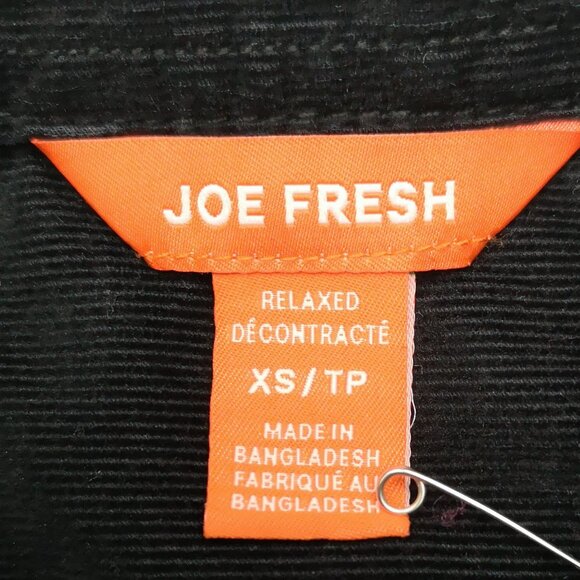 JOE FRESH
RELAXED
DÉCONTRACTÉ
XS/TP
MADE IN
BANGLADESH
FABRIQUÉ AU
BANGLADESH